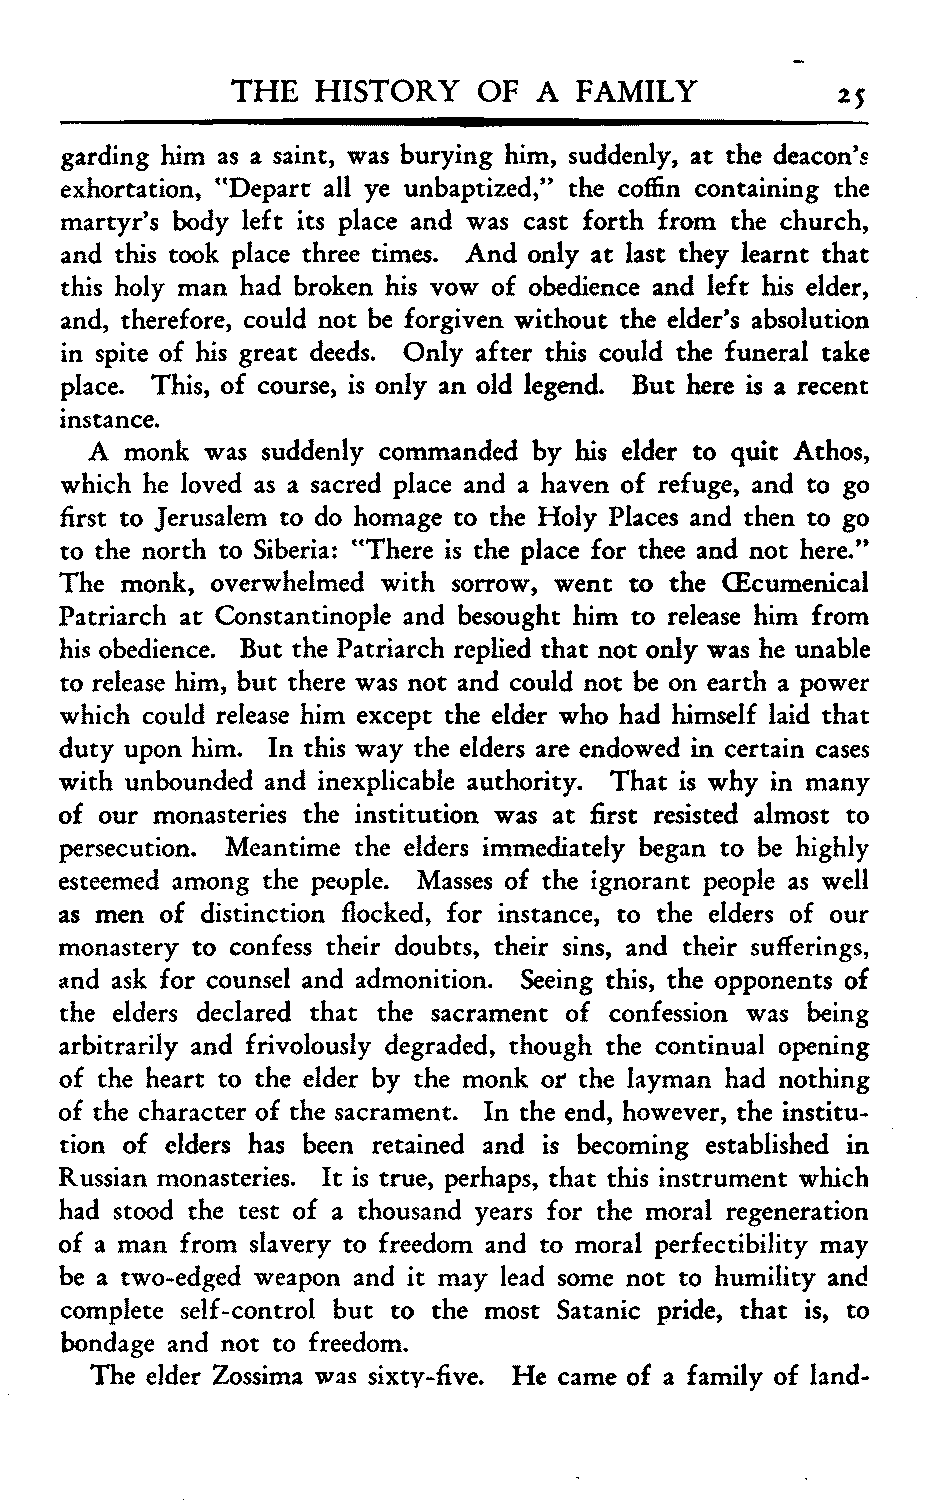 THE HISTORY OF A FAMILY 25
garding him as a saint, was burying him, suddenly, at the deacon's
exhortation, "Depart all ye unbaptized," the coffin containing the
martyr's body left its place and was cast forth from the church,
and this took place three times. And only at last they learnt that
this holy man had broken his vow of obedience and left his elder,
and, therefore, could not be forgiven without the elder's absolution
in spite of his great deeds. Only after this could the funeral take
place. This, of course, is only an old legend. But here is a recent
instance.
A monk was suddenly commanded by his elder to quit Athos,
which he loved as a sacred place and a haven of refuge, and to go
first to Jerusalem to do homage to the Holy Places and then to go
to the north to Siberia: "There is the place for thee and not here."
The monk, overwhelmed with sorrow, went to the Œcumenical
Patriarch at Constantinople and besought him to release him from
his obedience. But the Patriarch replied that not only was he unable
to release him, but there was not and could not be on earth a power
which could release him except the elder who had himself laid that
duty upon him. In this way the elders are endowed in certain cases
with unbounded and inexplicable authority. That is why in many
of our monasteries the institution was at first resisted almost to
persecution. Meantime the elders immediately began to be highly
esteemed among the people. Masses of the ignorant people as well
as men of distinction flocked, for instance, to the elders of our
monastery to confess their doubts, their sins, and their sufferings,
and ask for counsel and admonition. Seeing this, the opponents of
the elders declared that the sacrament of confession was being
arbitrarily and frivolously degraded, though the continual opening
of the heart to the elder by the monk or the layman had nothing
of the character of the sacrament. In the end, however, the institu-
tion of elders has been retained and is becoming established in
Russian monasteries. It is true, perhaps, that this instrument which
had stood the test of a thousand years for the moral regeneration
of a man from slavery to freedom and to moral perfectibility may
be a two-edged weapon and it may lead some not to humility and
complete self-control but to the most Satanic pride, that is, to
bondage and not to freedom.
The elder Zossima was sixty-five. He came of a family of land-